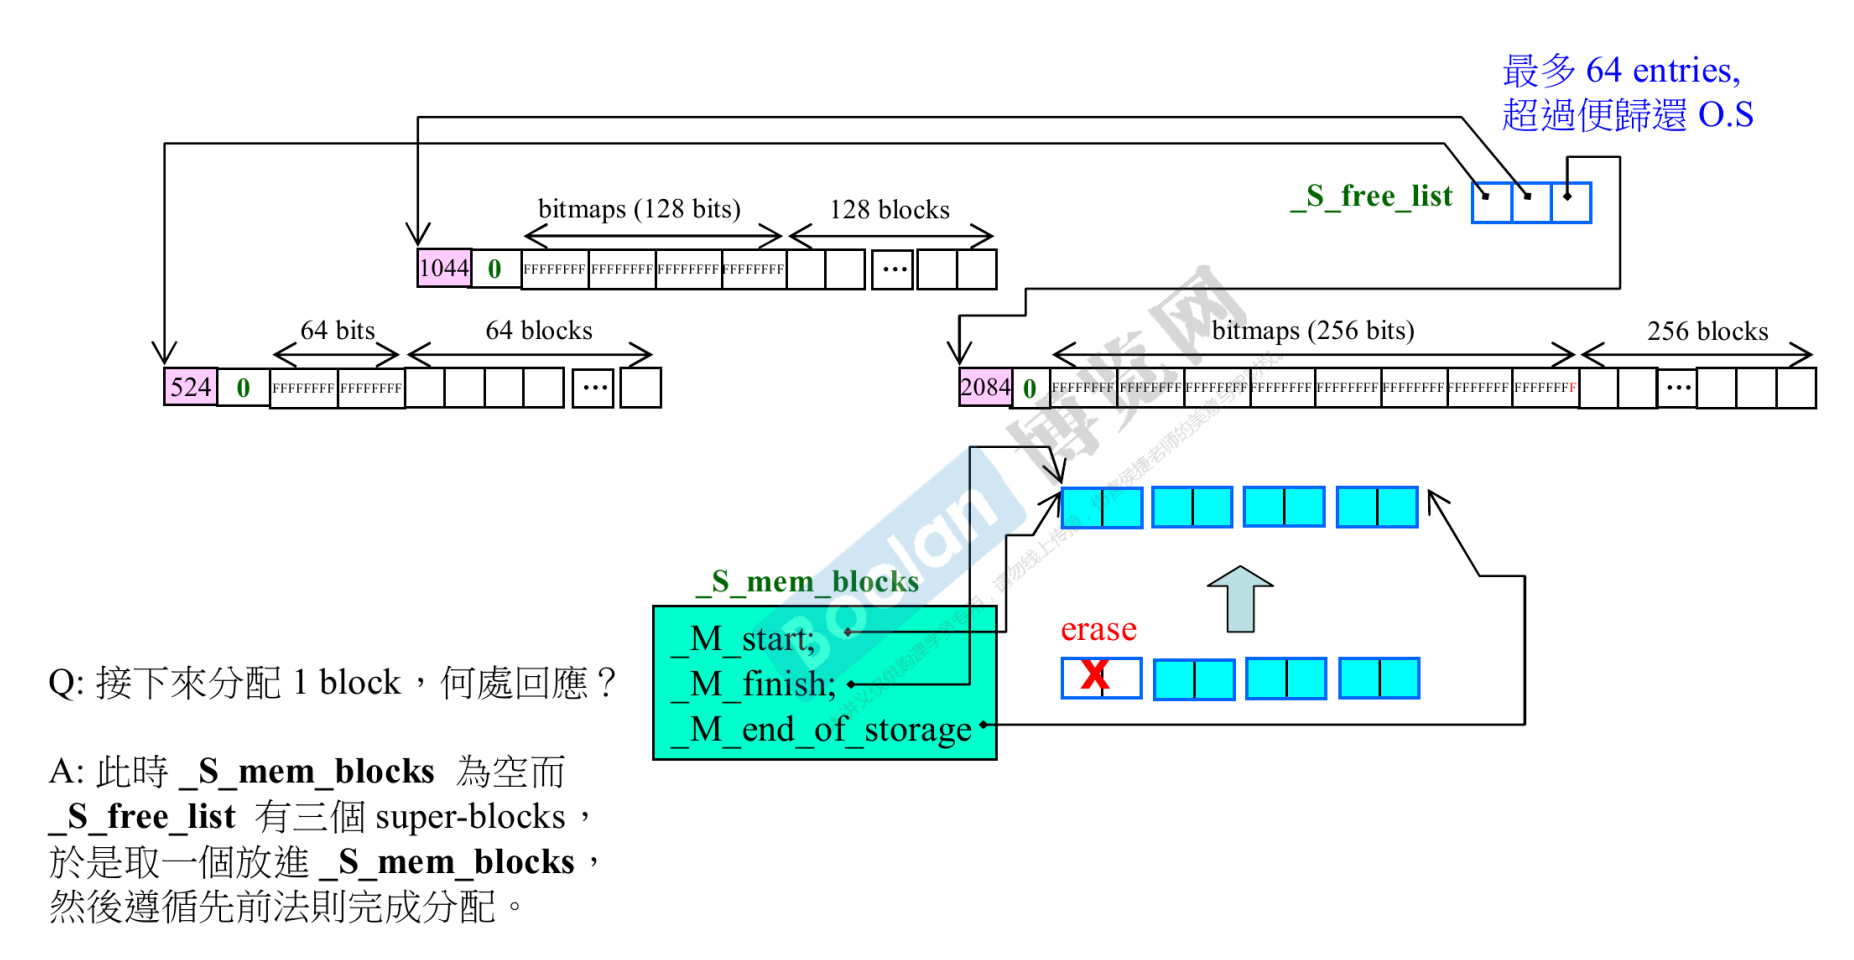 最多 64 entries,
超過便歸還 O.S
_S_free_list
bitmaps (128 bits)
128 blocks
1044 0 FFFFFFFF FFFFFFFF FFFFFFFF FFFFFFFF ...
64 bits
64 blocks
bitmaps (256 bits)
256 blocks
524 0 FFFFFFFF FFFFFFFF ...
2084 0 FFFFFFFF FFFFFFFF FFFFFFFF FFFFFFFF FFFFFFFF FFFFFFFF FFFFFFFF FFFFFFFF ...
Boolan 博览网
_S_mem_blocks
_M_start;
_M_finish;
_M_end_of_storage
erase
X
Q: 接下來分配 1 block，何處回應？
A: 此時 _S_mem_blocks 為空而
_S_free_list 有三個 super-blocks，
於是取一個放進 _S_mem_blocks，
然後遵循先前法則完成分配。